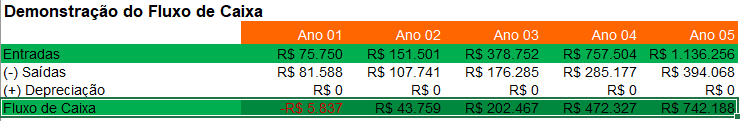 Demonstração do Fluxo de Caixa
Ano 01 Ano 02 Ano 03 Ano 04 Ano 05
Entradas R$ 75.750 R$ 151.501 R$ 378.752 R$ 757.504 R$ 1.136.256
(-) Saídas R$ 81.588 R$ 107.741 R$ 176.285 R$ 285.177 R$ 394.068
(+) Depreciação R$ 0 R$ 0 R$ 0 R$ 0 R$ 0
Fluxo de Caixa -R$ 5.837 R$ 43.759 R$ 202.467 R$ 472.327 R$ 742.188